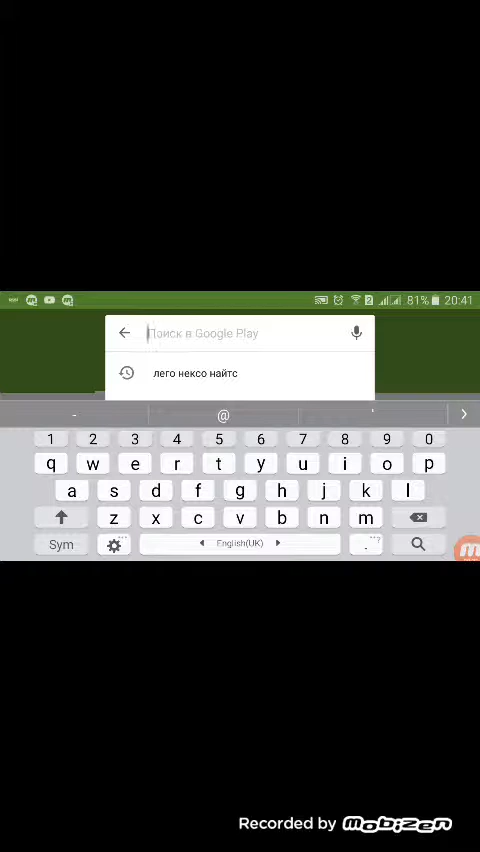 2 81% 20:41
Поиск в Google Play
лего нексо найтс
- @ '
1 2 3 4 5 6 7 8 9 0
q w e r t y u i o p
a s d f g h j k l
z x c v b n m
Sym English(UK) .
Recorded by Mobizen